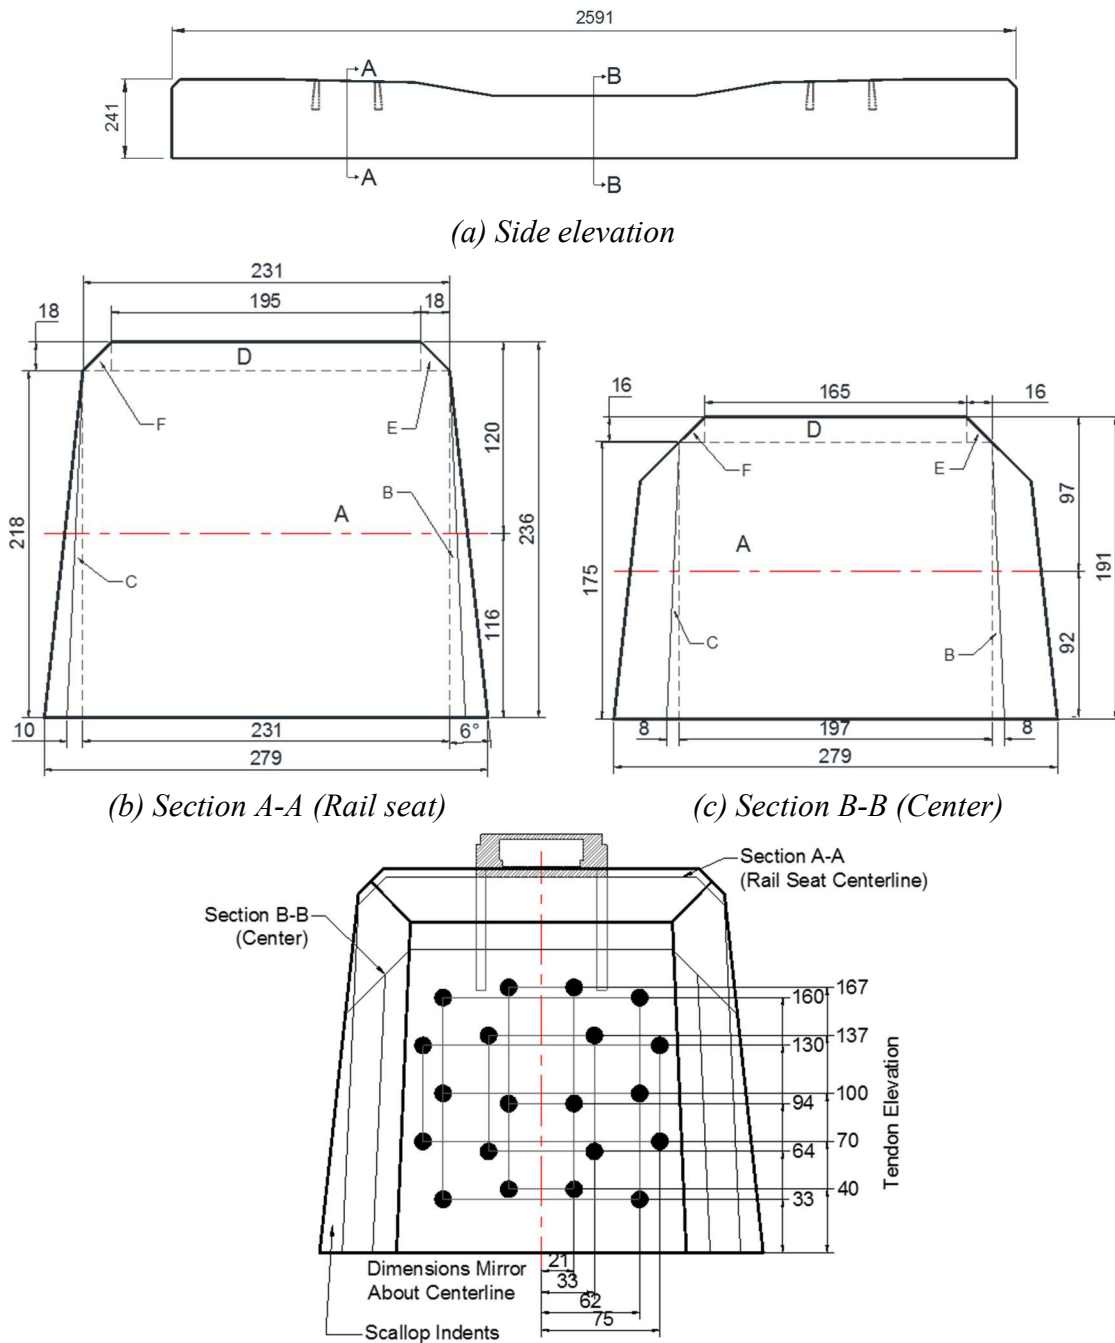 2591
A
B
241
A
B
(a) Side elevation
231
195
18
18
D
F
E
120
B
A
218
236
C
116
10
231
6°
279
165
16
16
D
F
E
97
A
175
191
C
B
92
8
197
8
279
(b) Section A-A (Rail seat)
(c) Section B-B (Center)
Section A-A
(Rail Seat Centerline)
Section B-B
(Center)
167
160
137
130
100
94
70
64
40
33
Tendon Elevation
21
33
62
75
Dimensions Mirror
About Centerline
Scallop Indents